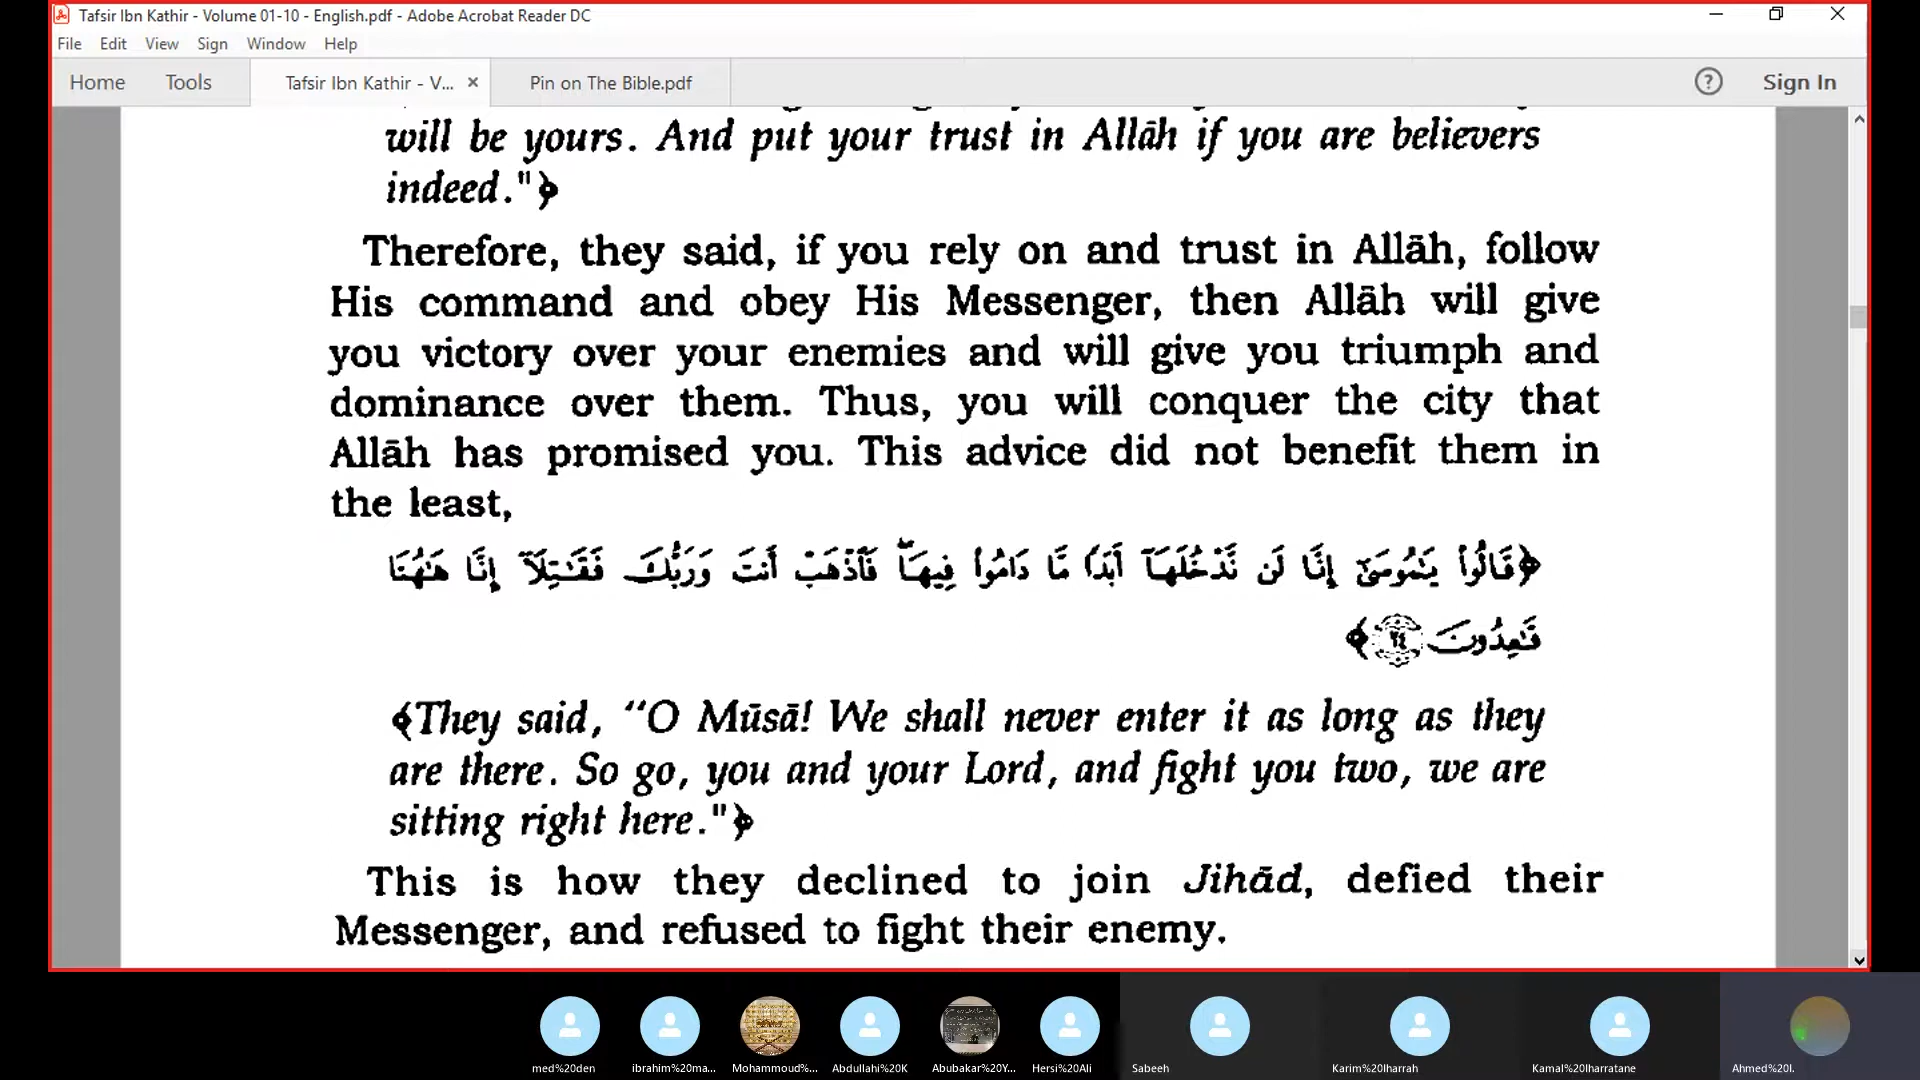 Tafsir Ibn Kathir - Volume 01-10 - English.pdf - Adobe Acrobat Reader DC
File Edit View Sign Window Help
Home Tools Tafsir Ibn Kathir - V... × Pin on The Bible.pdf ? Sign In
will be yours. And put your trust in Allāh if you are believers
indeed."﴾
Therefore, they said, if you rely on and trust in Allāh, follow
His command and obey His Messenger, then Allāh will give
you victory over your enemies and will give you triumph and
dominance over them. Thus, you will conquer the city that
Allāh has promised you. This advice did not benefit them in
the least,
﴿قَالُوا۟ يَـٰمُوسَىٰٓ إِنَّا لَن نَّدْخُلَهَآ أَبَدًا مَّا دَامُوا۟ فِيهَا ۖ فَٱذْهَبْ أَنتَ وَرَبُّكَ فَقَـٰتِلَآ إِنَّا هَـٰهُنَا
قَـٰعِدُونَ ٢٤﴾
﴿They said, "O Mūsā! We shall never enter it as long as they
are there. So go, you and your Lord, and fight you two, we are
sitting right here."﴾
This is how they declined to join Jihād, defied their
Messenger, and refused to fight their enemy.
med%20den ibrahim%20ma... Mohammoud%... Abdullahi%20K Abubakar%20Y... Hersi%20Ali Sabeeh Karim%20Iharrah Kamal%20Iharratane Ahmed%20I.